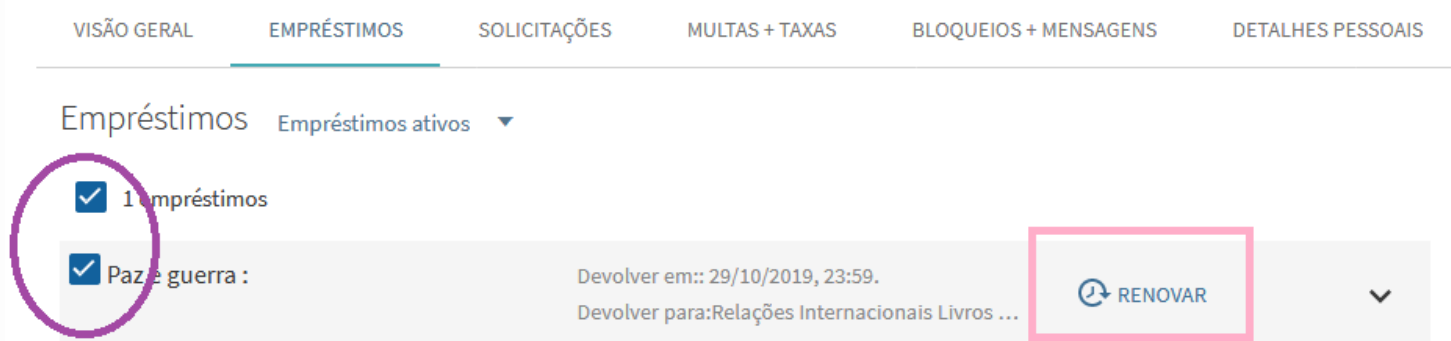 VISÃO GERAL EMPRÉSTIMOS SOLICITAÇÕES MULTAS + TAXAS BLOQUEIOS + MENSAGENS DETALHES PESSOAIS
Empréstimos Empréstimos ativos
1 empréstimos
Paz e guerra :
Devolver em:: 29/10/2019, 23:59.
Devolver para:Relações Internacionais Livros ...
RENOVAR